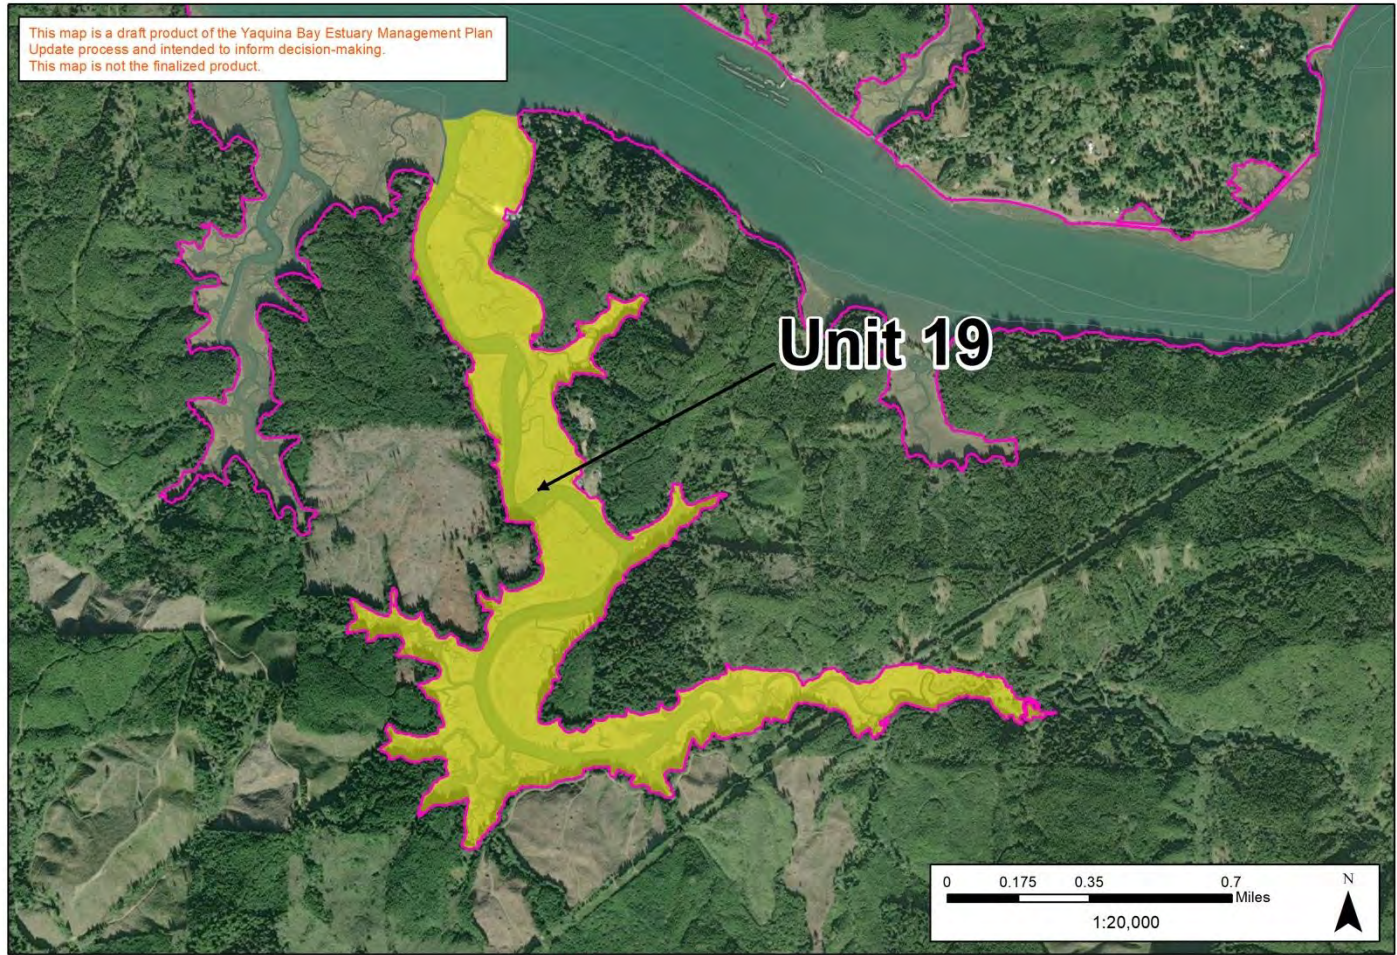 This map is a draft product of the Yaquina Bay Estuary Management Plan
Update process and intended to inform decision-making.
This map is not the finalized product.
Unit 19
0 0.175 0.35 0.7
Miles
1:20,000
N